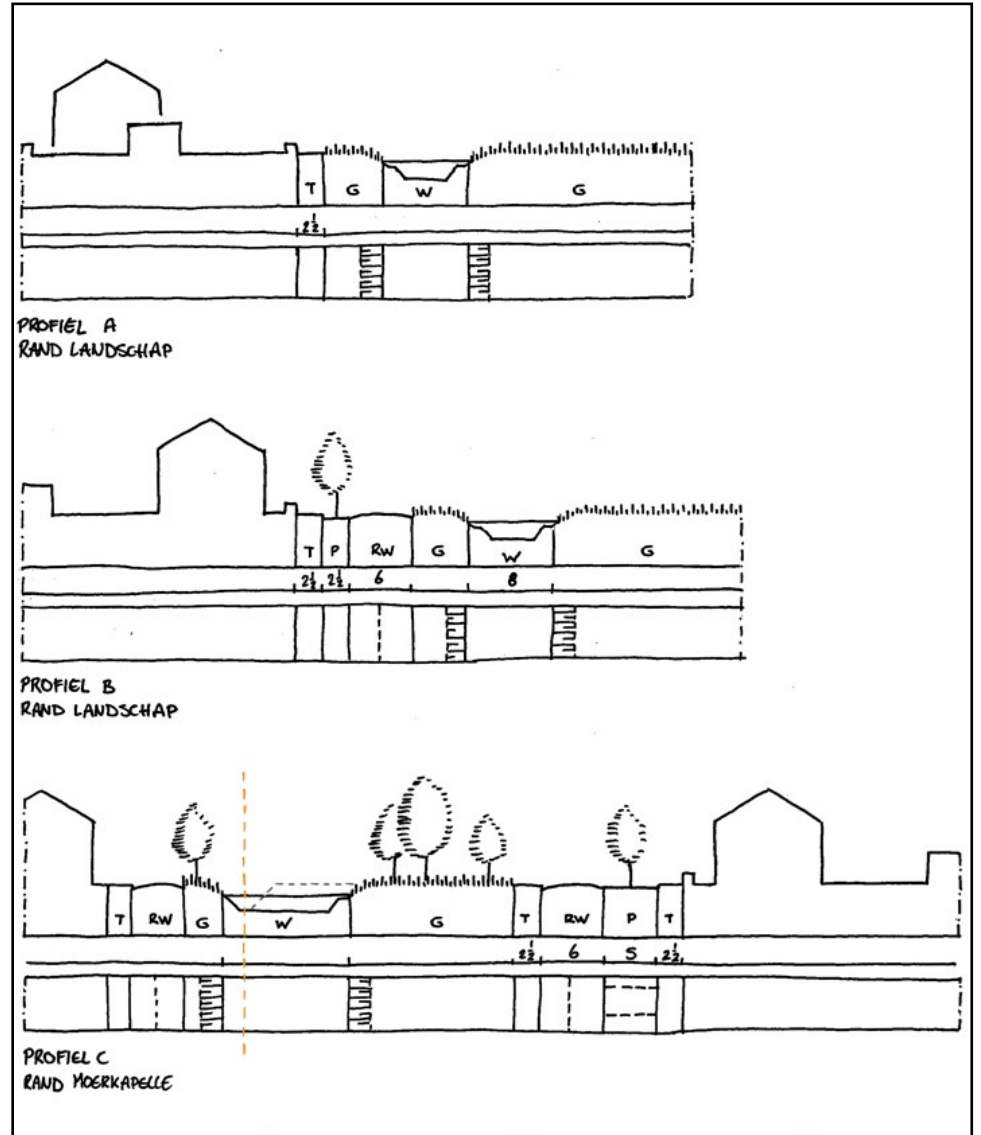 T G W G
2½
PROFIEL A
RAND LANDSCHAP
T P RW G W G
2½ 2½ 6 8
PROFIEL B
RAND LANDSCHAP
T RW G W G T RW P T
2½ 6 5 2½
PROFIEL C
RAND MOERKAPELLE